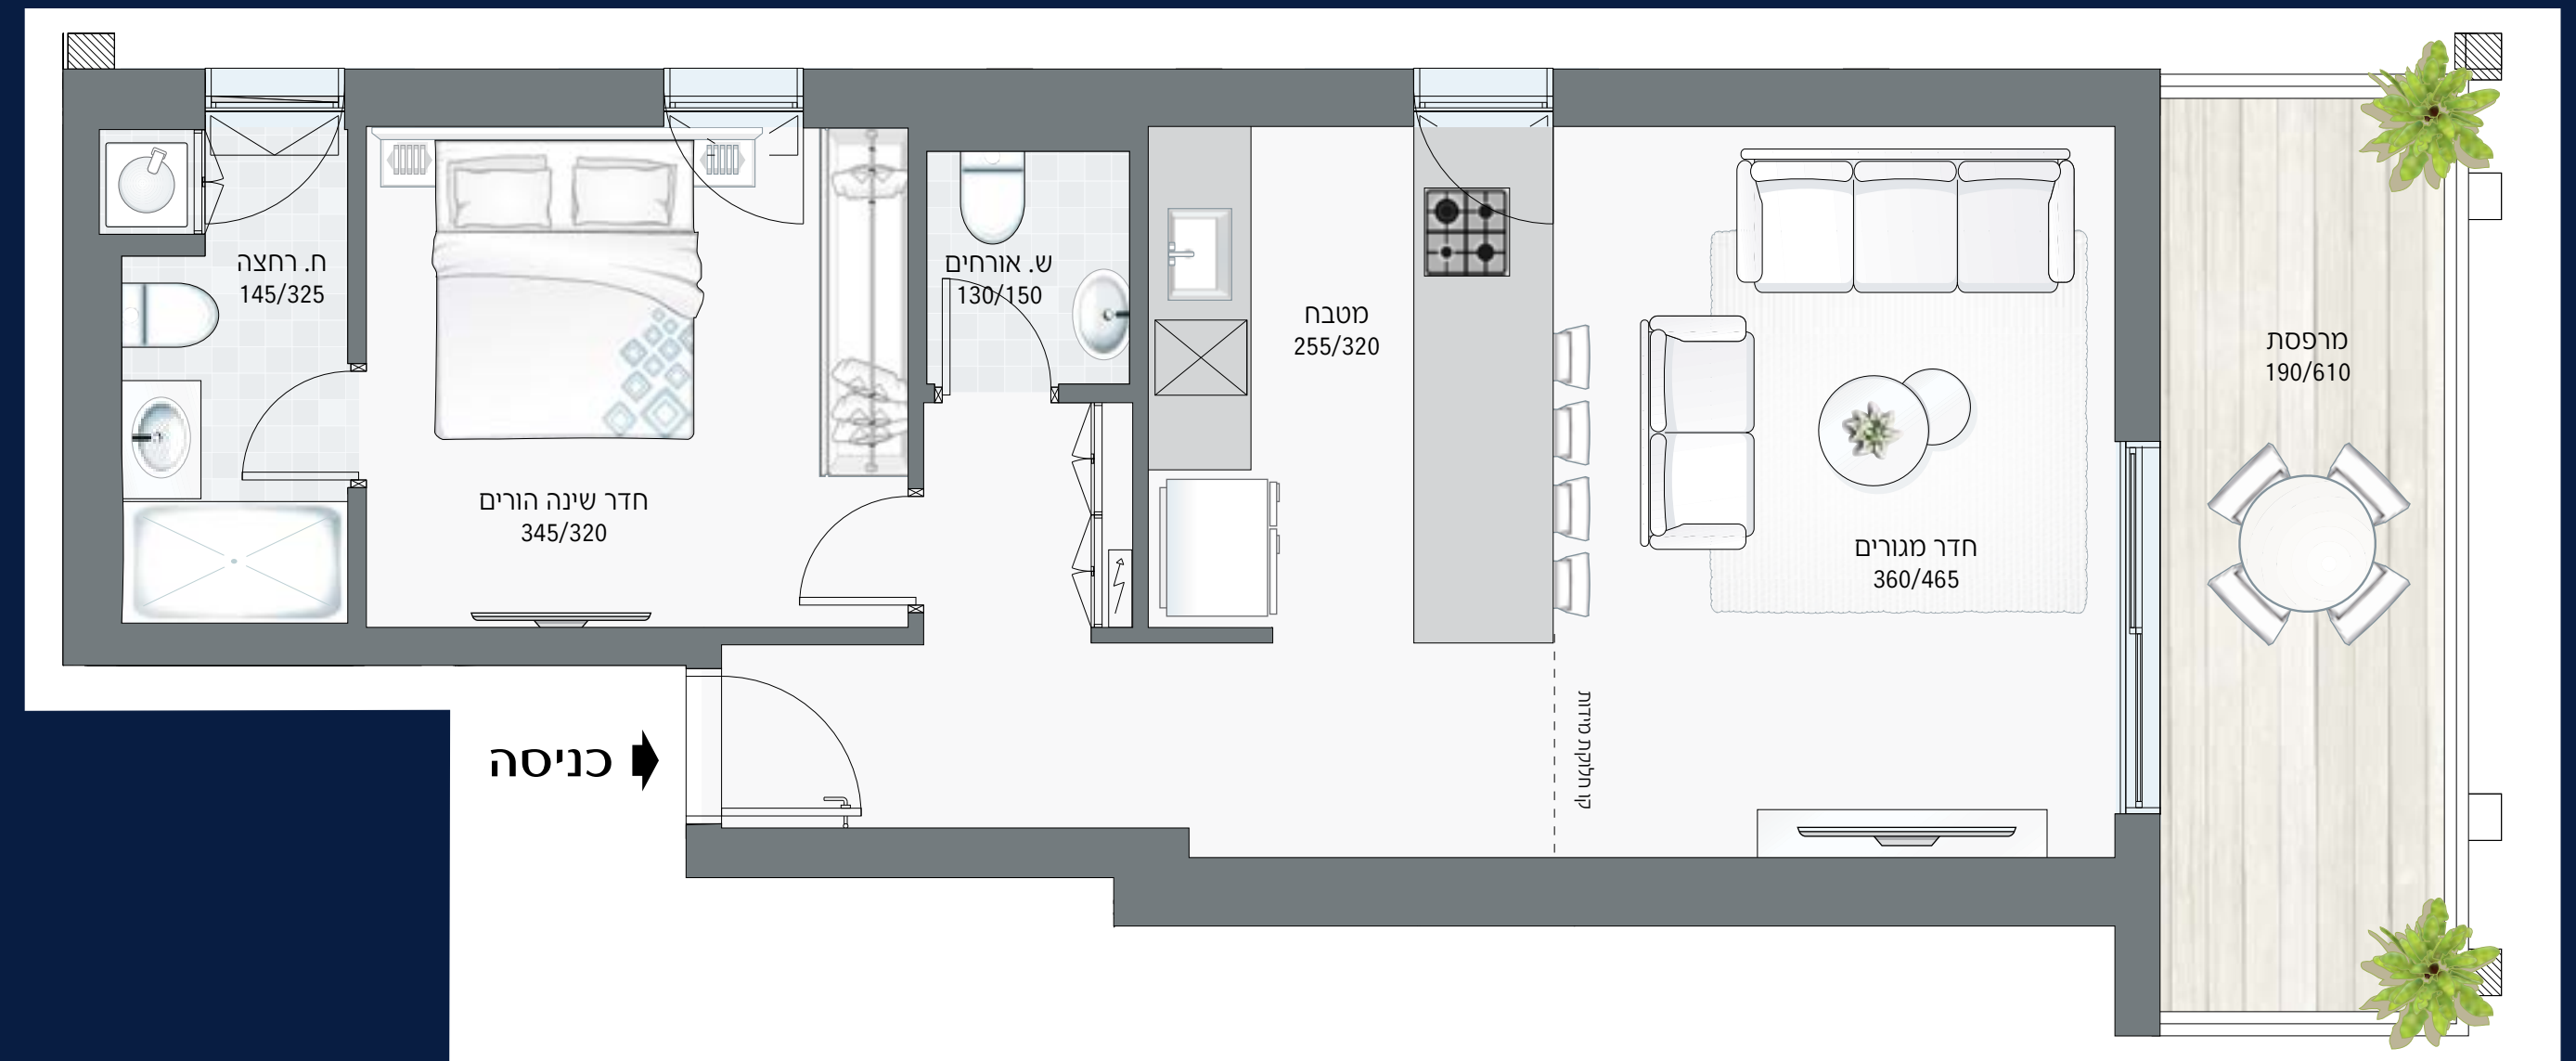 ח. רחצה
145/325
חדר שינה הורים
345/320
ש. אורחים
130/150
מטבח
255/320
חדר מגורים
360/465
מרפסת
190/610
קו חלוקת מידות
כניסה